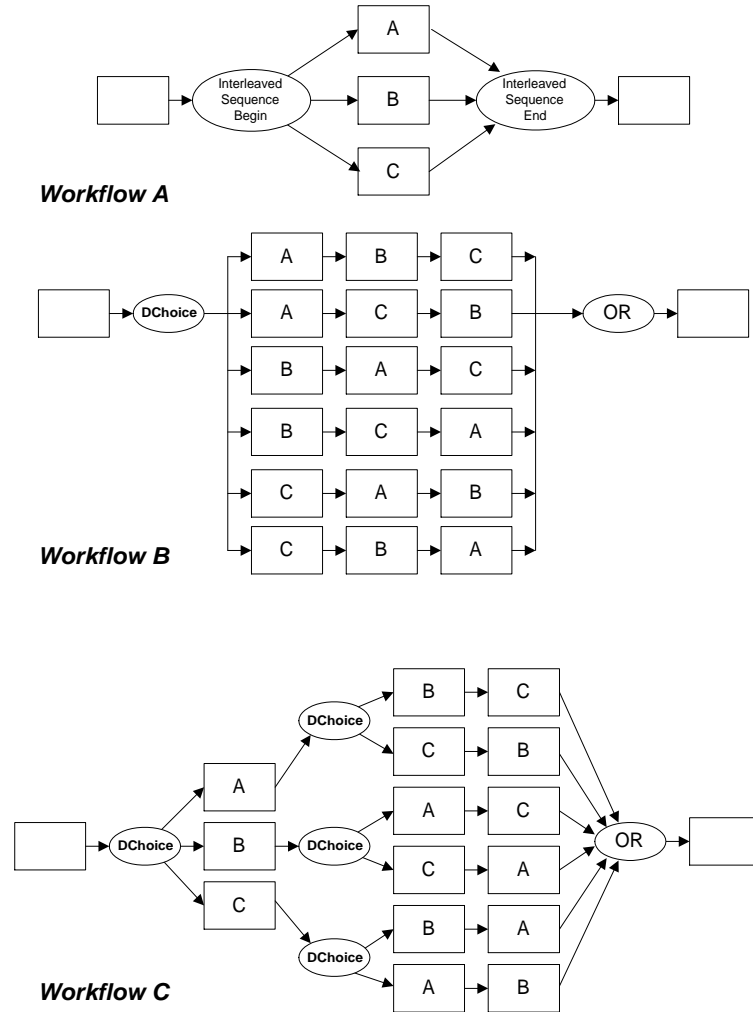 A
Interleaved
Sequence
Begin
B
Interleaved
Sequence
End
C
Workflow A
A B C
DChoice A C B OR
B A C
B C A
C A B
C B A
Workflow B
B C
DChoice
C B
A
A C
DChoice B DChoice OR
C A
C
B A
DChoice
A B
Workflow C